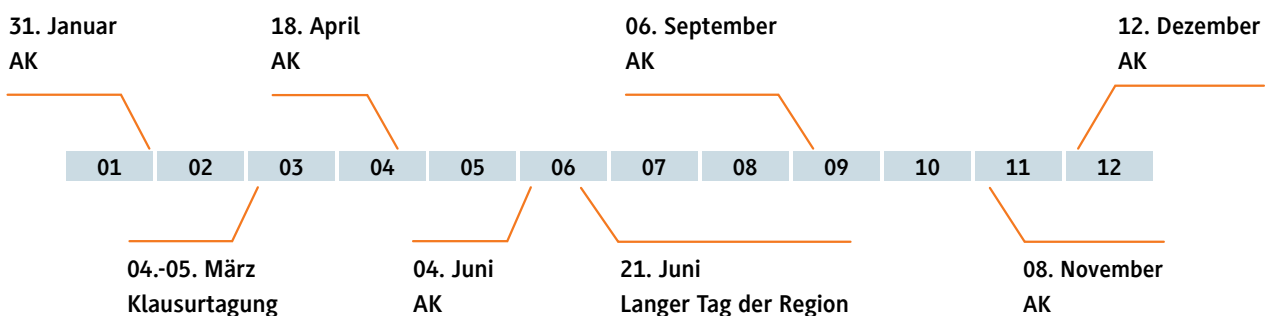 31. Januar
AK
18. April
AK
06. September
AK
12. Dezember
AK
01 02 03 04 05 06 07 08 09 10 11 12
04.-05. März
Klausurtagung
04. Juni
AK
21. Juni
Langer Tag der Region
08. November
AK